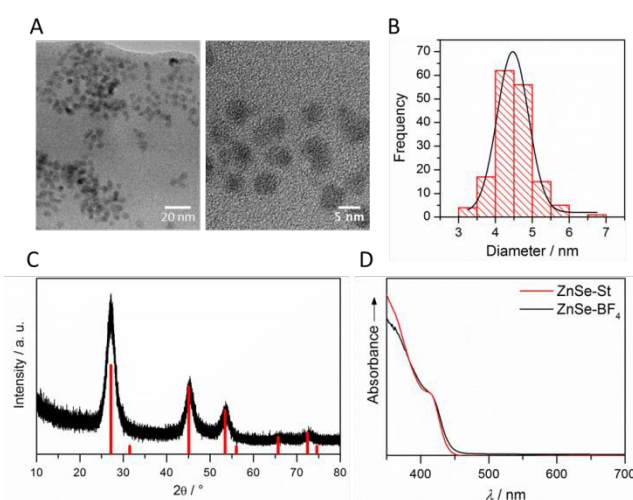 A
20 nm
5 nm
B
Frequency
70
60
50
40
30
20
10
0
3 4 5 6 7
Diameter / nm
C
Intensity / a. u.
10 20 30 40 50 60 70 80
2θ / °
D
Absorbance
ZnSe-St
ZnSe-BF₄
400 500 600 700
λ / nm